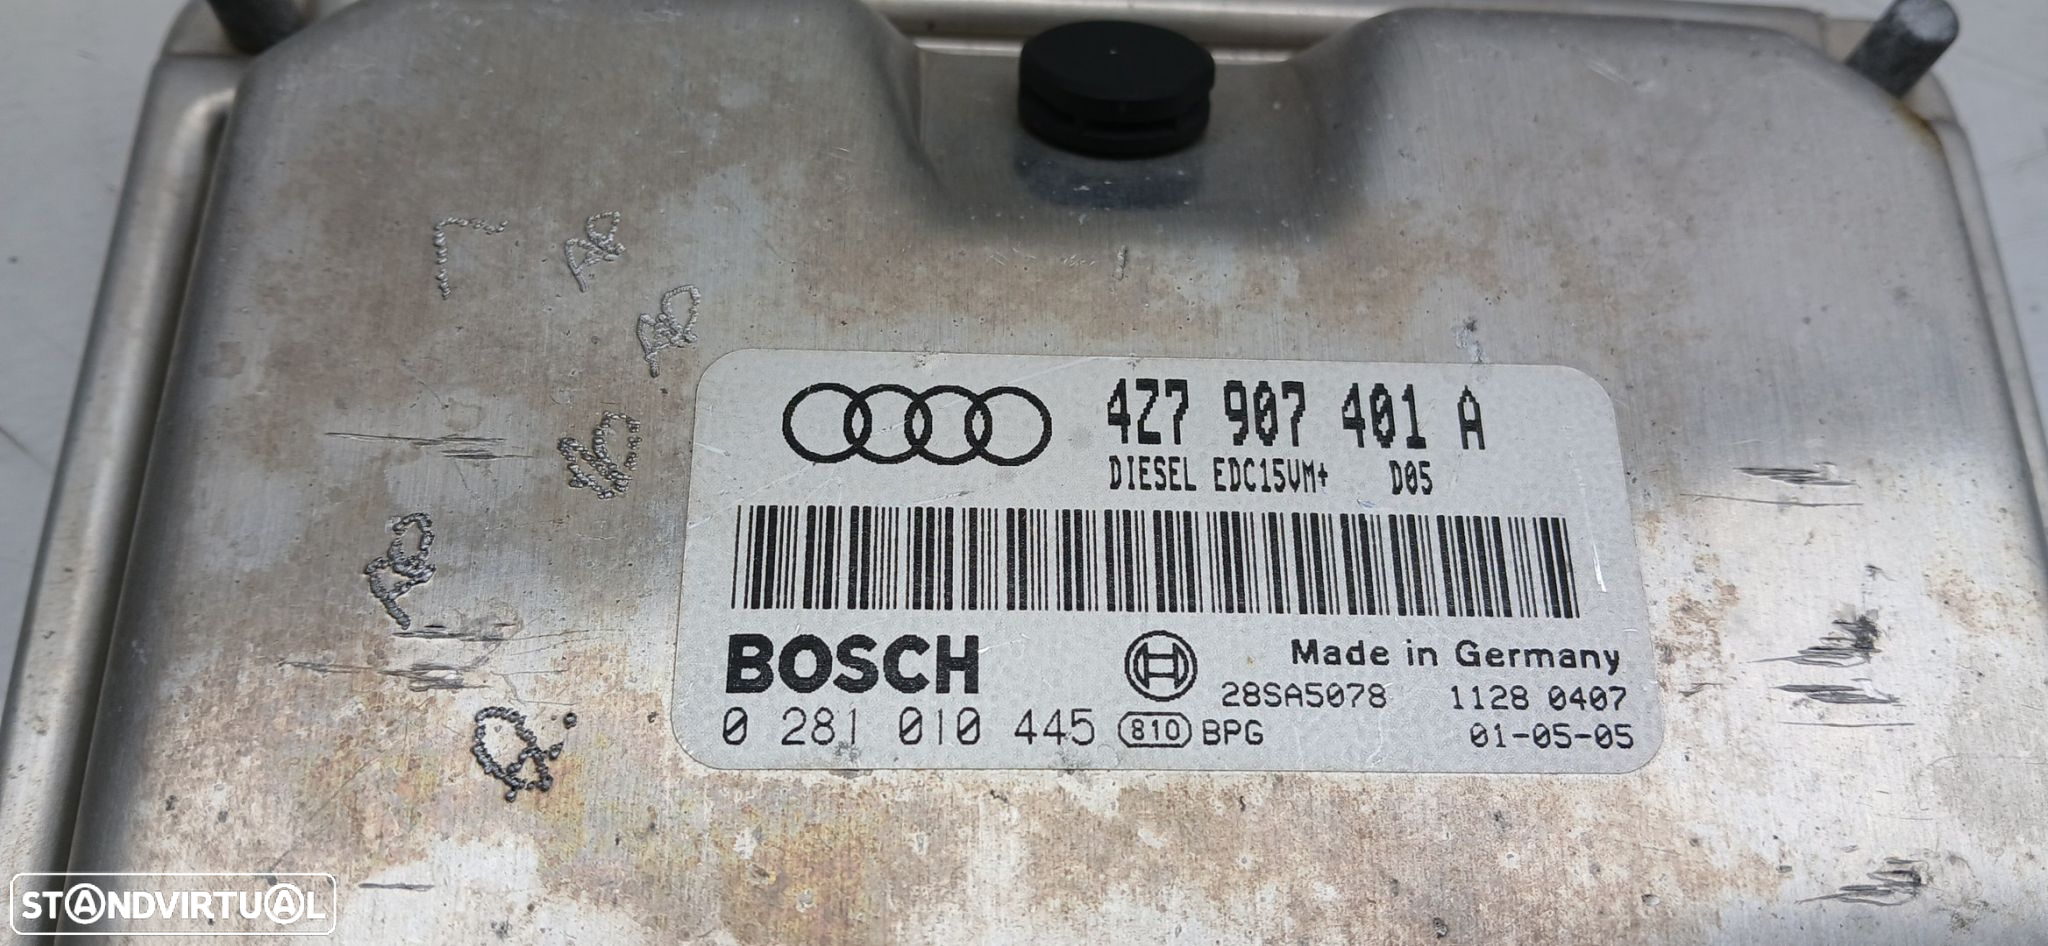 4Z7 907 401 A
DIESEL EDC15VM+ D05
BOSCH
Made in Germany
28SA5078 1128 0407
0 281 010 445 810 BPG 01-05-05
STANDVIRTUAL